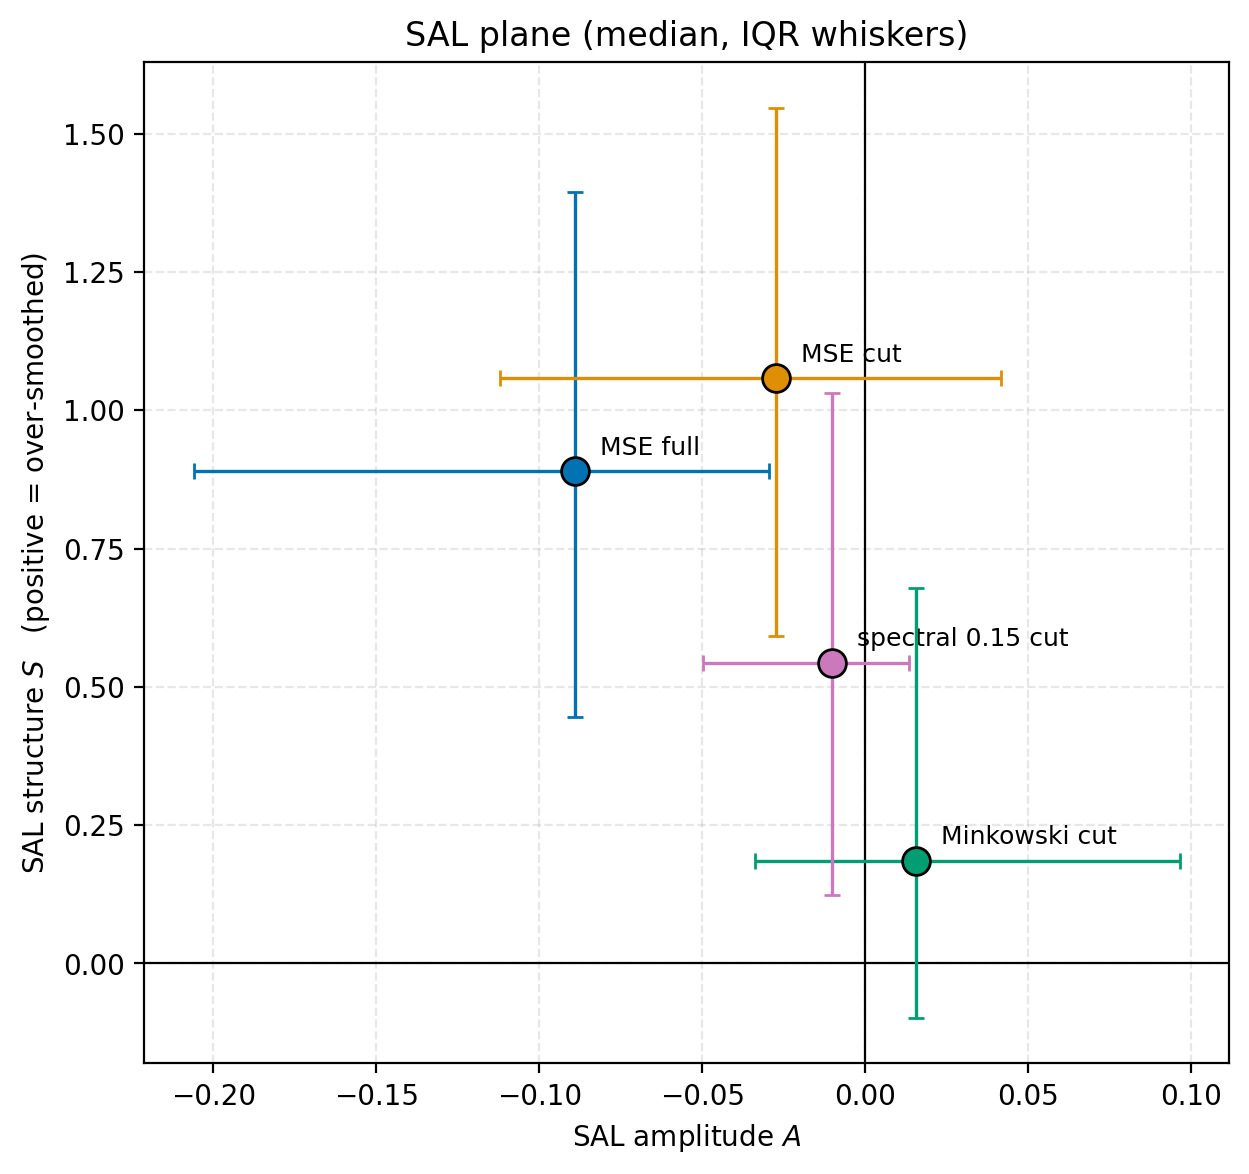 SAL plane (median, IQR whiskers)
SAL structure S (positive = over-smoothed)
1.50
1.25
1.00
0.75
0.50
0.25
0.00
MSE cut
MSE full
spectral 0.15 cut
Minkowski cut
−0.20 −0.15 −0.10 −0.05 0.00 0.05 0.10
SAL amplitude A